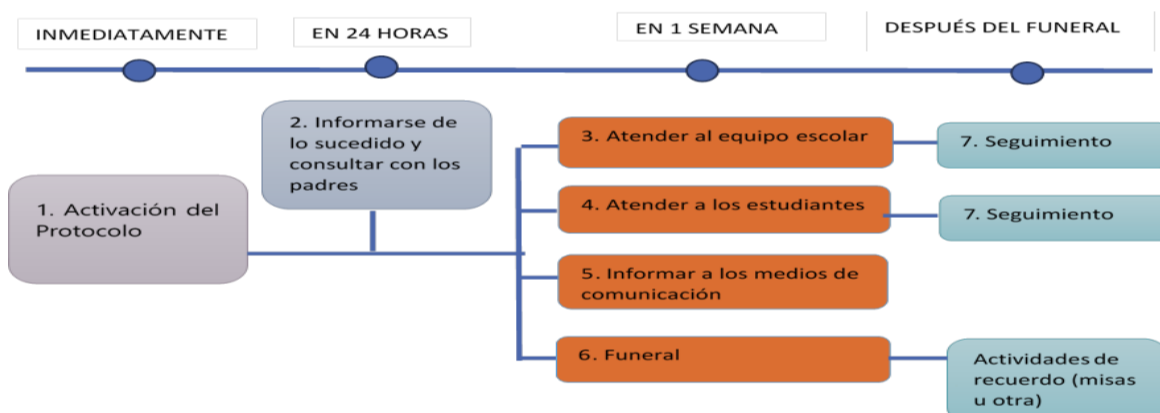 INMEDIATAMENTE
EN 24 HORAS
EN 1 SEMANA
DESPUÉS DEL FUNERAL
1. Activación del
Protocolo
2. Informarse de
lo sucedido y
consultar con los
padres
3. Atender al equipo escolar
4. Atender a los estudiantes
5. Informar a los medios de
comunicación
6. Funeral
7. Seguimiento
7. Seguimiento
Actividades de
recuerdo (misas
u otra)